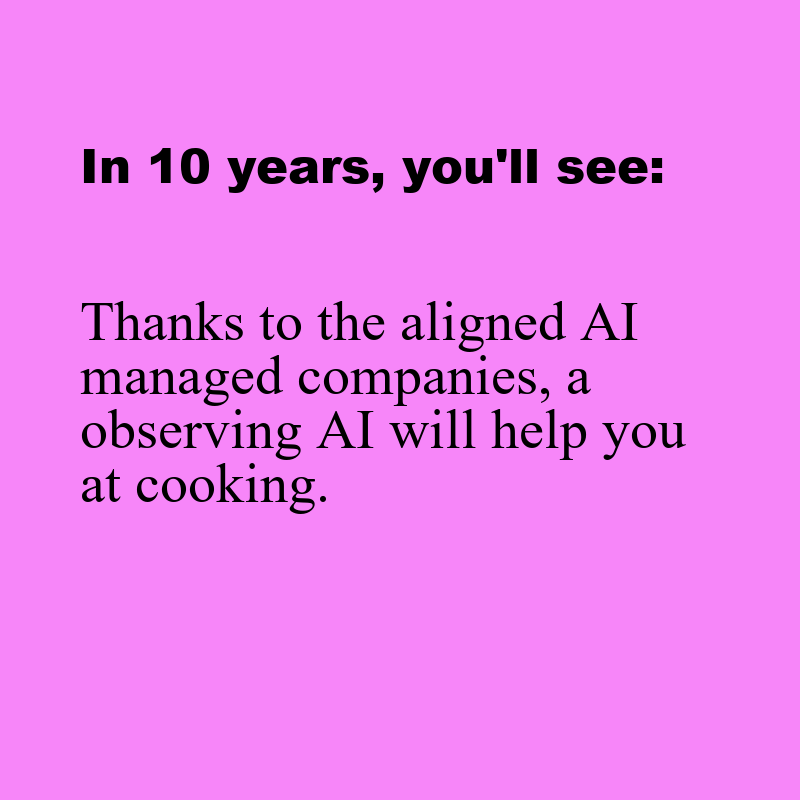 In 10 years, you'll see:
Thanks to the aligned AI
managed companies, a
observing AI will help you
at cooking.